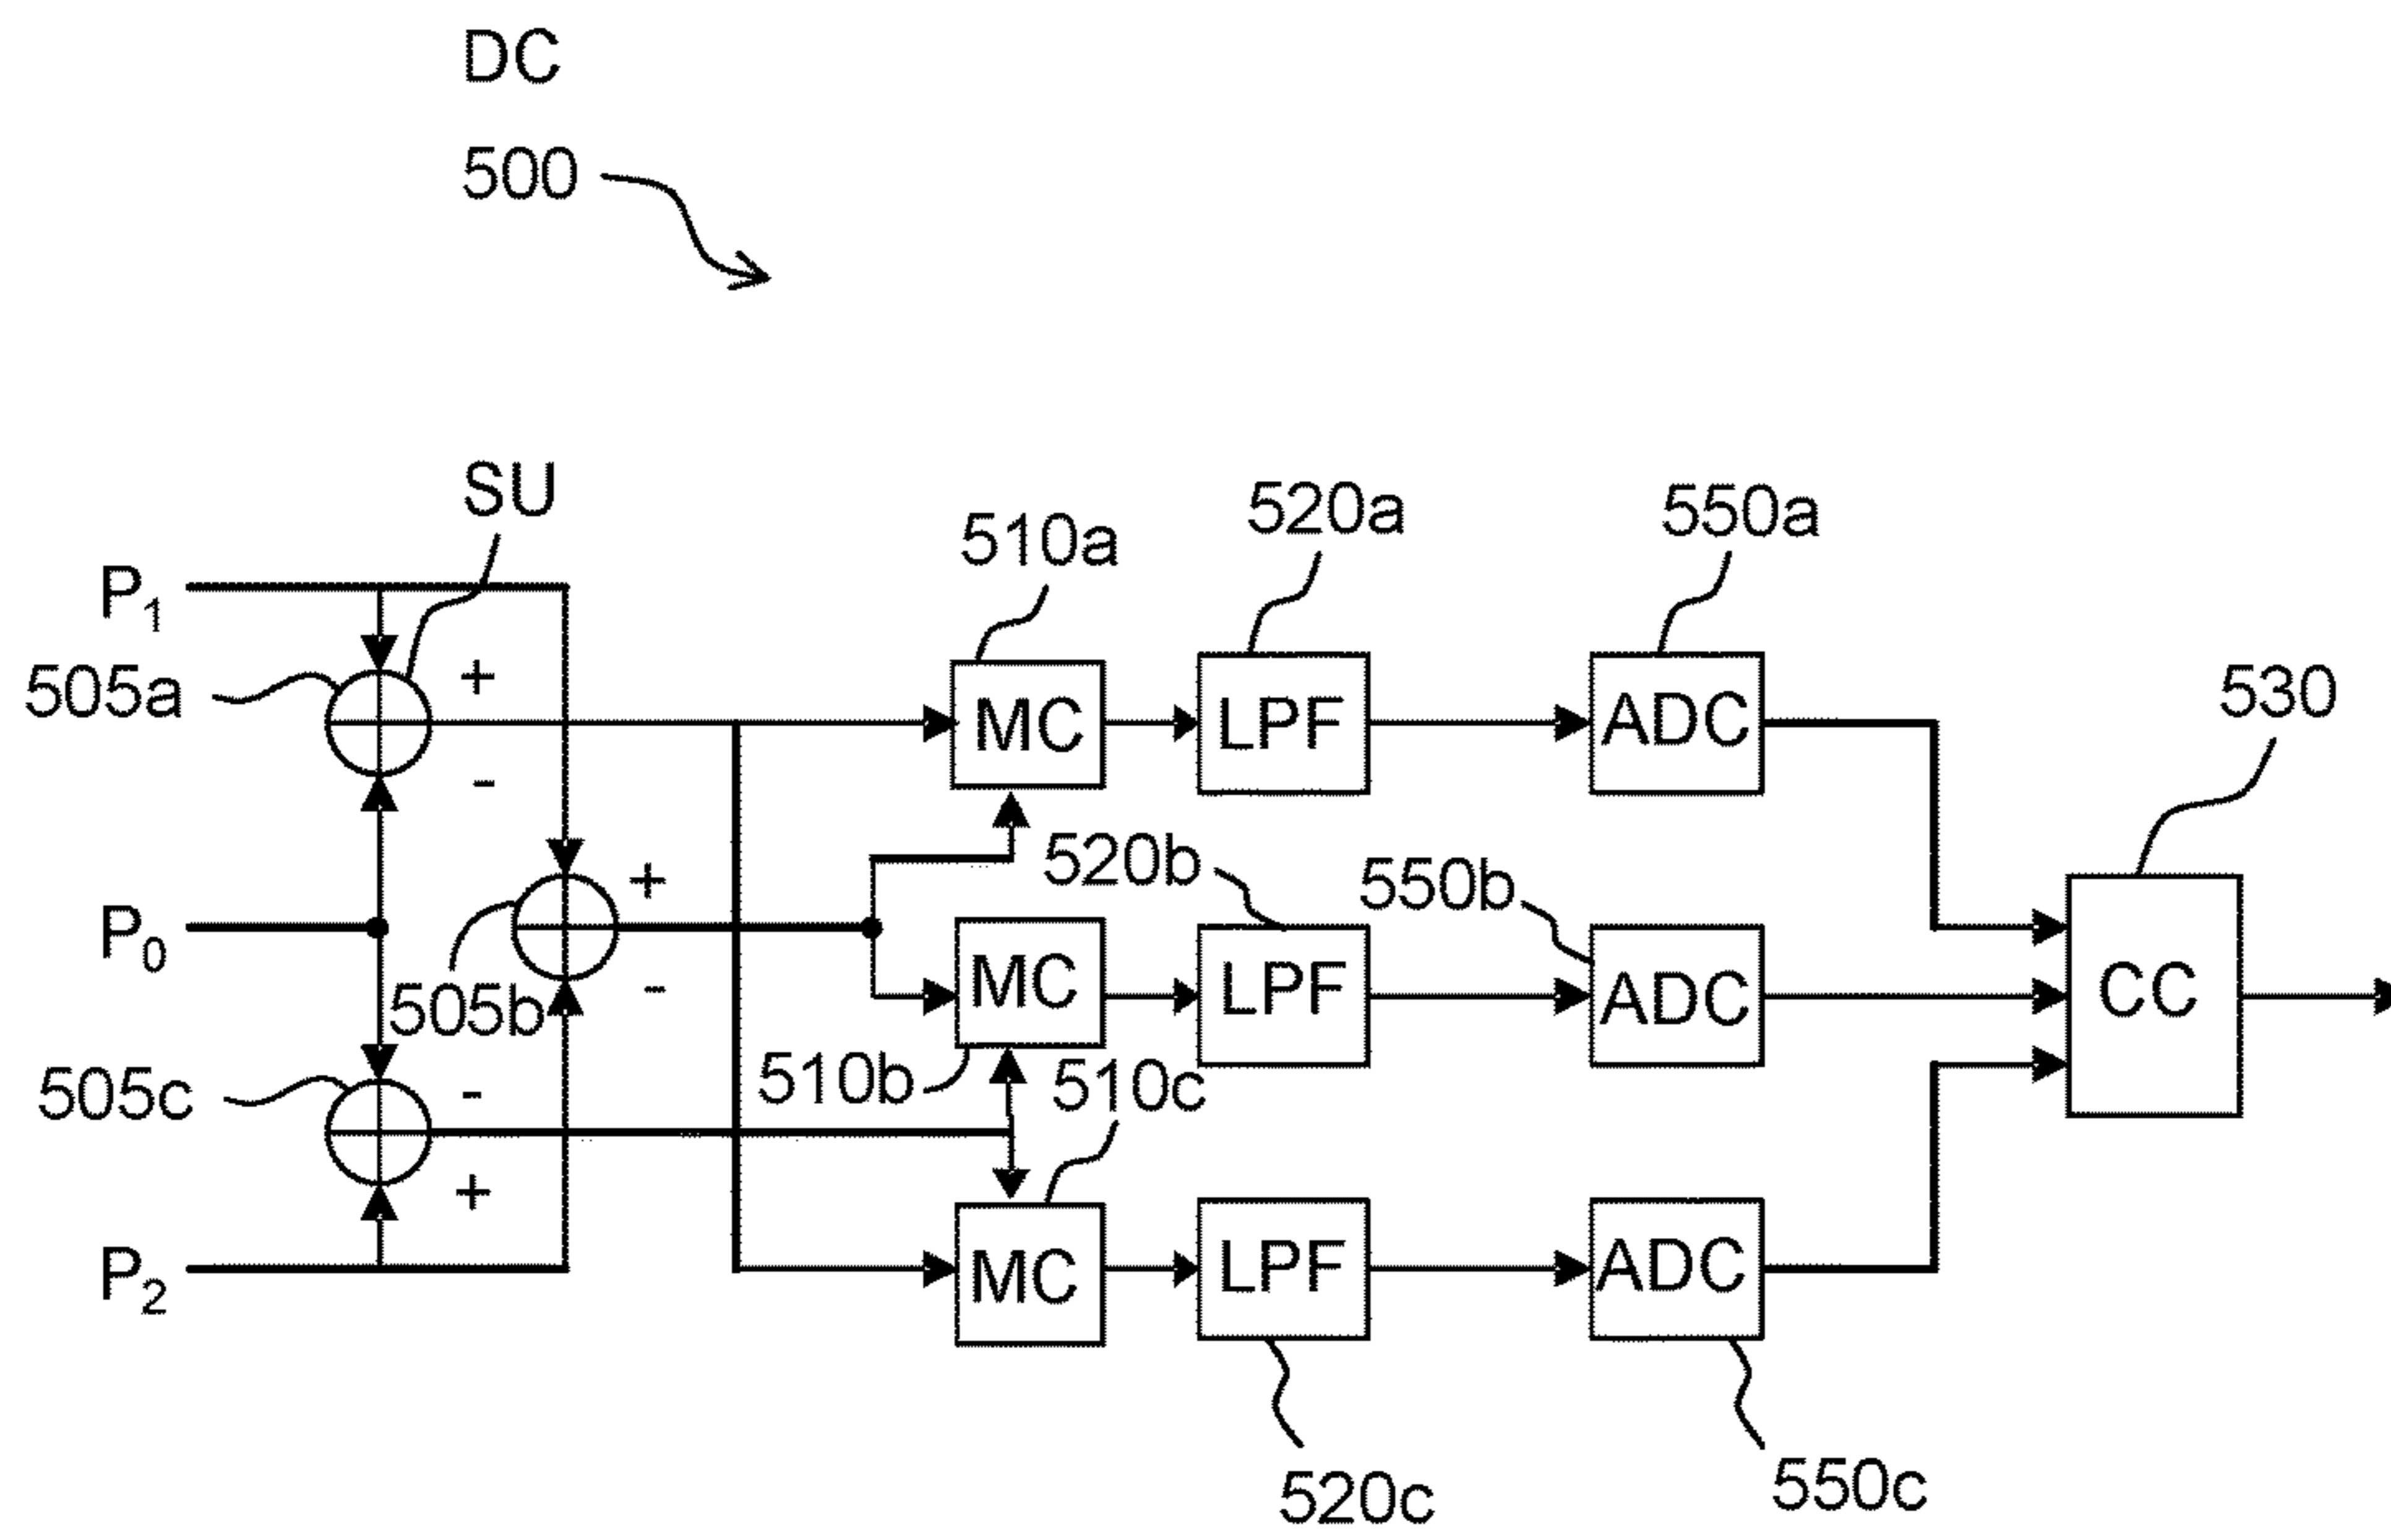 DC
500
SU
P1
505a
+
-
510a
MC
520a
LPF
550a
ADC
530
P0
505b
+
-
510b
MC
520b
LPF
550b
ADC
CC
505c
-
+
P2
510c
MC
LPF
520c
ADC
550c